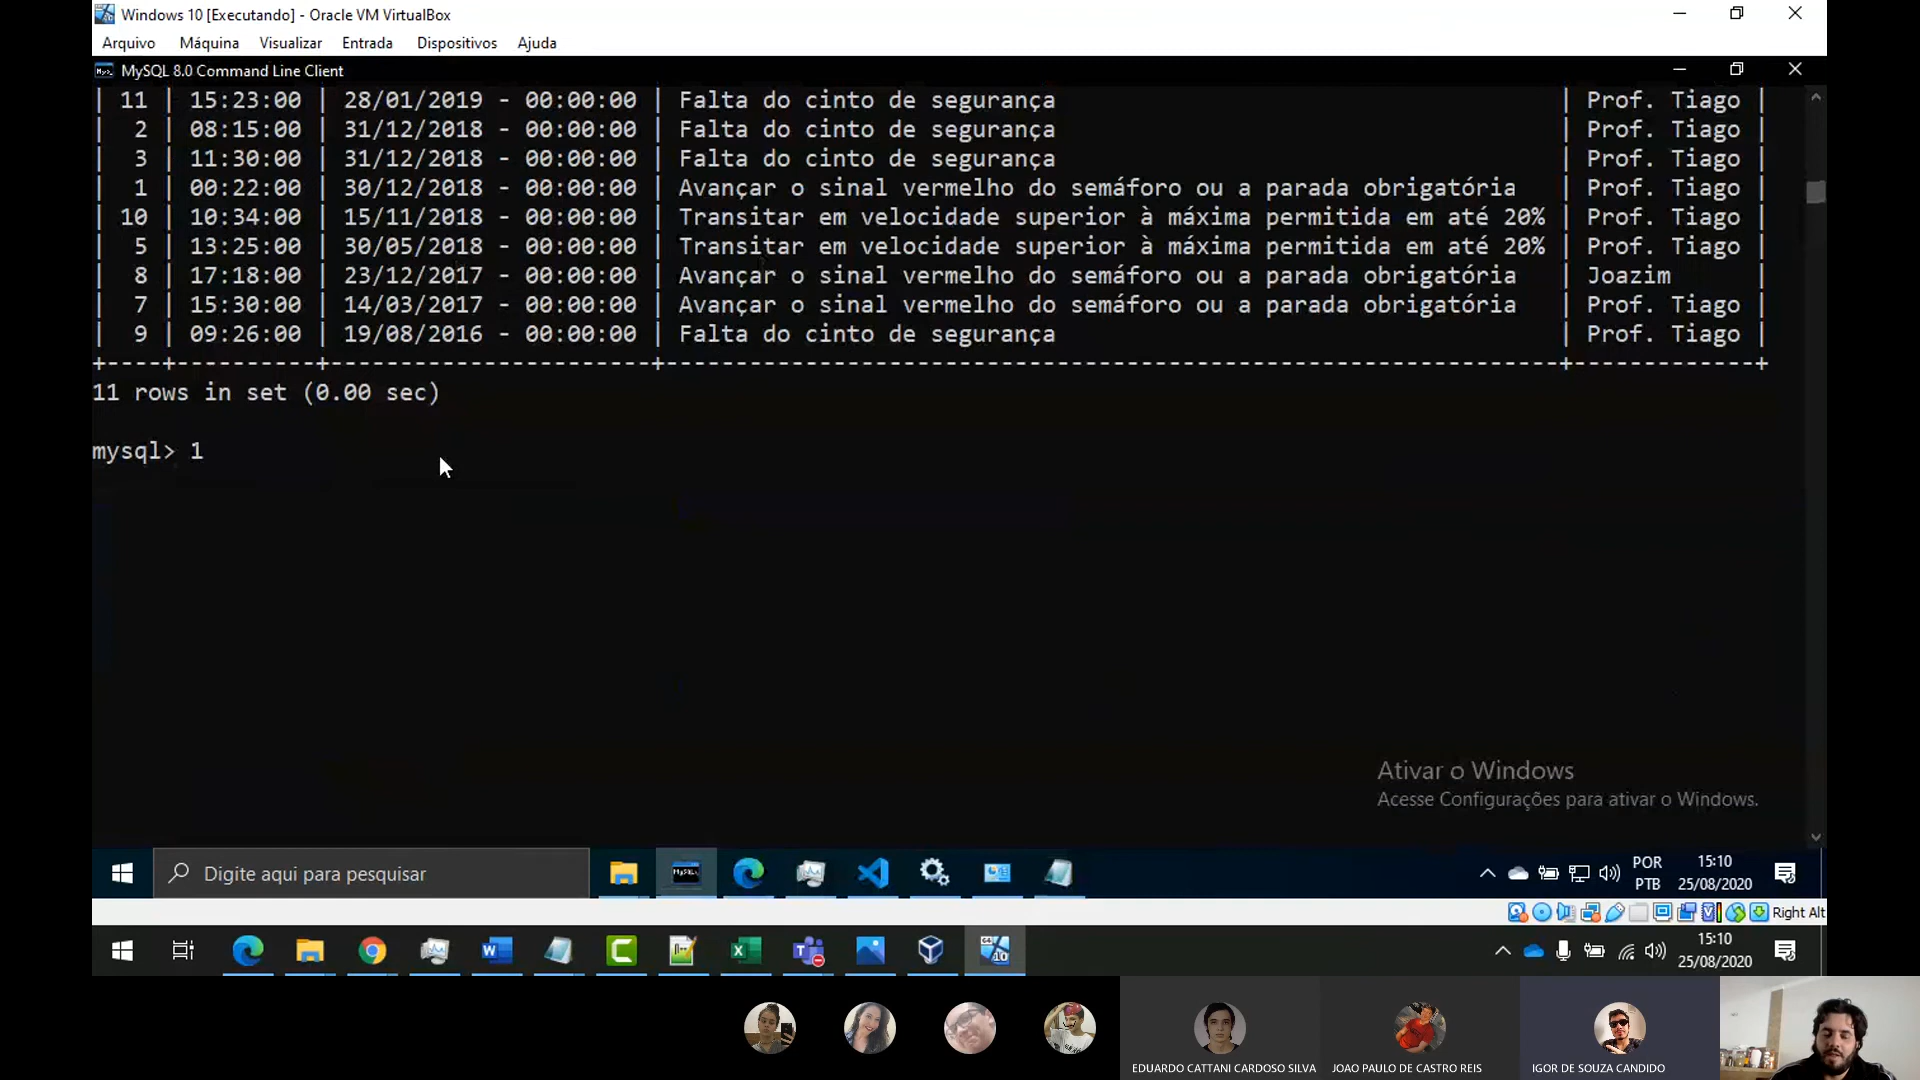 Windows 10 [Executando] - Oracle VM VirtualBox
Arquivo Máquina Visualizar Entrada Dispositivos Ajuda
MySQL 8.0 Command Line Client
| 11 | 15:23:00 | 28/01/2019 - 00:00:00 | Falta do cinto de segurança | Prof. Tiago |
| 2 | 08:15:00 | 31/12/2018 - 00:00:00 | Falta do cinto de segurança | Prof. Tiago |
| 3 | 11:30:00 | 31/12/2018 - 00:00:00 | Falta do cinto de segurança | Prof. Tiago |
| 1 | 00:22:00 | 30/12/2018 - 00:00:00 | Avançar o sinal vermelho do semáforo ou a parada obrigatória | Prof. Tiago |
| 10 | 10:34:00 | 15/11/2018 - 00:00:00 | Transitar em velocidade superior à máxima permitida em até 20% | Prof. Tiago |
| 5 | 13:25:00 | 30/05/2018 - 00:00:00 | Transitar em velocidade superior à máxima permitida em até 20% | Prof. Tiago |
| 8 | 17:18:00 | 23/12/2017 - 00:00:00 | Avançar o sinal vermelho do semáforo ou a parada obrigatória | Joazim |
| 7 | 15:30:00 | 14/03/2017 - 00:00:00 | Avançar o sinal vermelho do semáforo ou a parada obrigatória | Prof. Tiago |
| 9 | 09:26:00 | 19/08/2016 - 00:00:00 | Falta do cinto de segurança | Prof. Tiago |
11 rows in set (0.00 sec)
mysql> 1
Ativar o Windows
Acesse Configurações para ativar o Windows.
Digite aqui para pesquisar
POR
PTB
15:10
25/08/2020
Right Alt
15:10
25/08/2020
EDUARDO CATTANI CARDOSO SILVA
JOAO PAULO DE CASTRO REIS
IGOR DE SOUZA CANDIDO